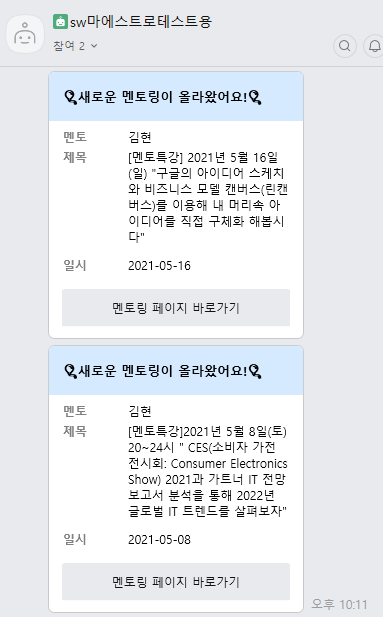 sw마에스트로테스트용
참여 2
새로운 멘토링이 올라왔어요!
멘토 김현
제목 [멘토특강] 2021년 5월 16일
(일) "구글의 아이디어 스케치
와 비즈니스 모델 캔버스(린캔
버스)를 이용해 내 머리속 아
이디어를 직접 구체화 해봅시
다"
일시 2021-05-16
멘토링 페이지 바로가기
새로운 멘토링이 올라왔어요!
멘토 김현
제목 [멘토특강]2021년 5월 8일(토)
20~24시 " CES(소비자 가전
전시회: Consumer Electronics
Show) 2021과 가트너 IT 전망
보고서 분석을 통해 2022년
글로벌 IT 트렌드를 살펴보자"
일시 2021-05-08
멘토링 페이지 바로가기
오후 10:11